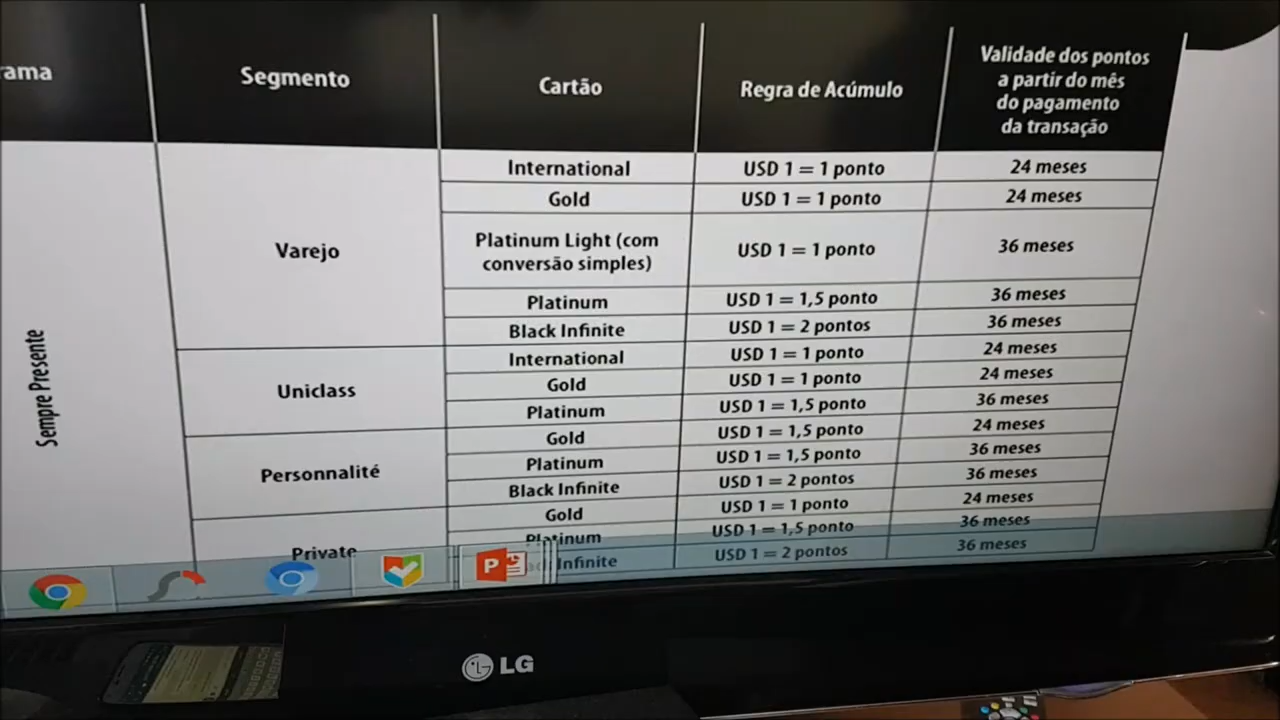 rama
Segmento
Cartão
Regra de Acúmulo
Validade dos pontos
a partir do mês
do pagamento
da transação
Sempre Presente
Varejo
International
USD 1 = 1 ponto
24 meses
Gold
USD 1 = 1 ponto
24 meses
Platinum Light (com
conversão simples)
USD 1 = 1 ponto
36 meses
Platinum
USD 1 = 1,5 ponto
36 meses
Black Infinite
USD 1 = 2 pontos
36 meses
Uniclass
International
USD 1 = 1 ponto
24 meses
Gold
USD 1 = 1 ponto
24 meses
Platinum
USD 1 = 1,5 ponto
36 meses
Personnalité
Gold
USD 1 = 1,5 ponto
24 meses
Platinum
USD 1 = 1,5 ponto
36 meses
Black Infinite
USD 1 = 2 pontos
36 meses
Private
Gold
USD 1 = 1 ponto
24 meses
Platinum
USD 1 = 1,5 ponto
36 meses
Infinite
USD 1 = 2 pontos
36 meses
P
LG